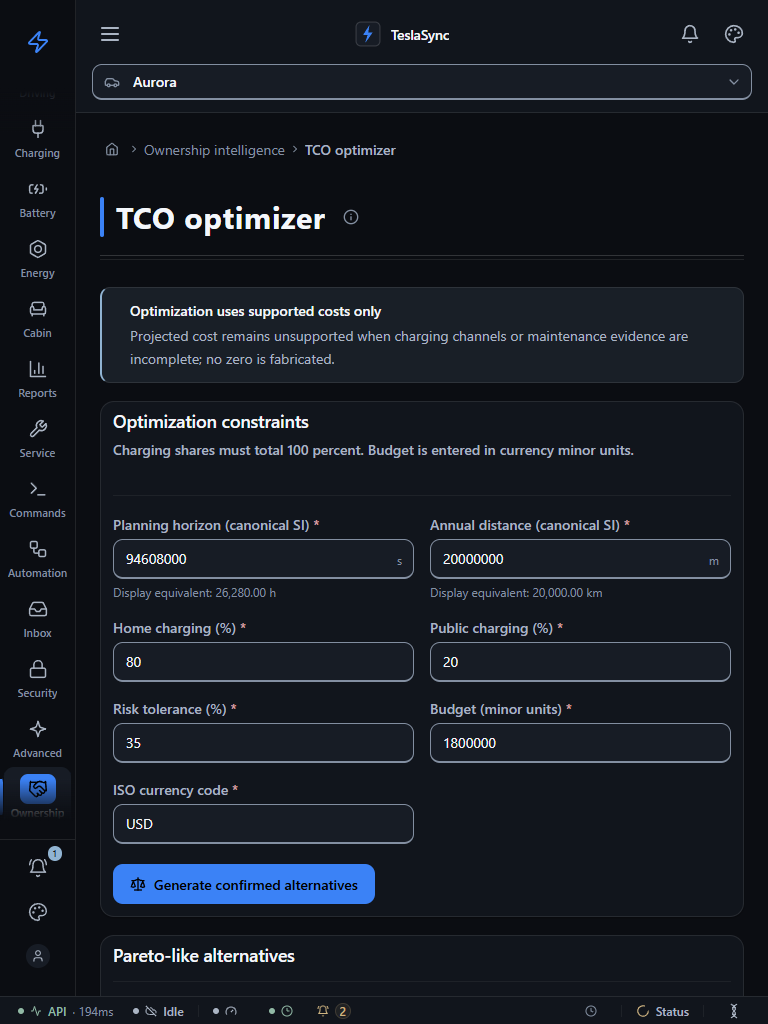 TeslaSync
Aurora
Driving
Charging
Battery
Energy
Cabin
Reports
Service
Commands
Automation
Inbox
Security
Advanced
Ownership
1
Ownership intelligence
TCO optimizer
TCO optimizer
Optimization uses supported costs only
Projected cost remains unsupported when charging channels or maintenance evidence are
incomplete; no zero is fabricated.
Optimization constraints
Charging shares must total 100 percent. Budget is entered in currency minor units.
Planning horizon (canonical SI) *
94608000 s
Display equivalent: 26,280.00 h
Annual distance (canonical SI) *
20000000 m
Display equivalent: 20,000.00 km
Home charging (%) *
80
Public charging (%) *
20
Risk tolerance (%) *
35
Budget (minor units) *
1800000
ISO currency code *
USD
Generate confirmed alternatives
Pareto-like alternatives
API · 194ms
Idle
2
Status